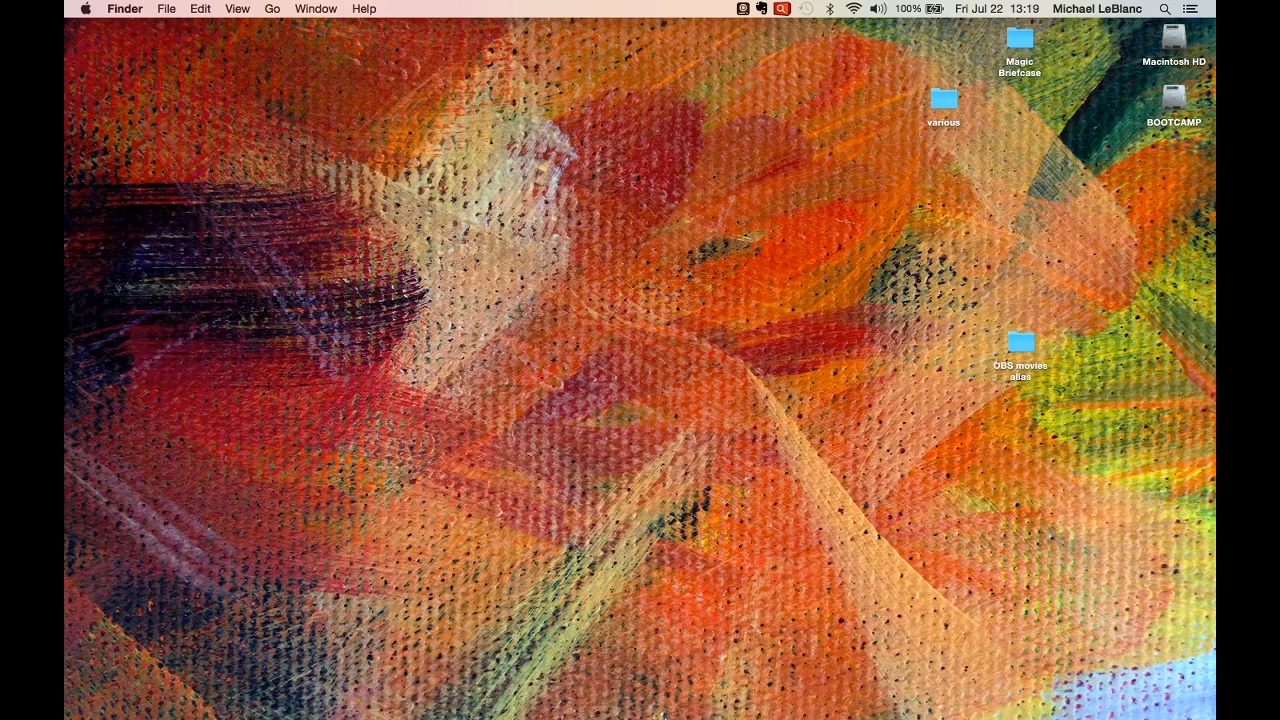 Finder File Edit View Go Window Help 100% Fri Jul 22 13:19 Michael LeBlanc
Magic
Briefcase
Macintosh HD
various
BOOTCAMP
OBS movies
alias